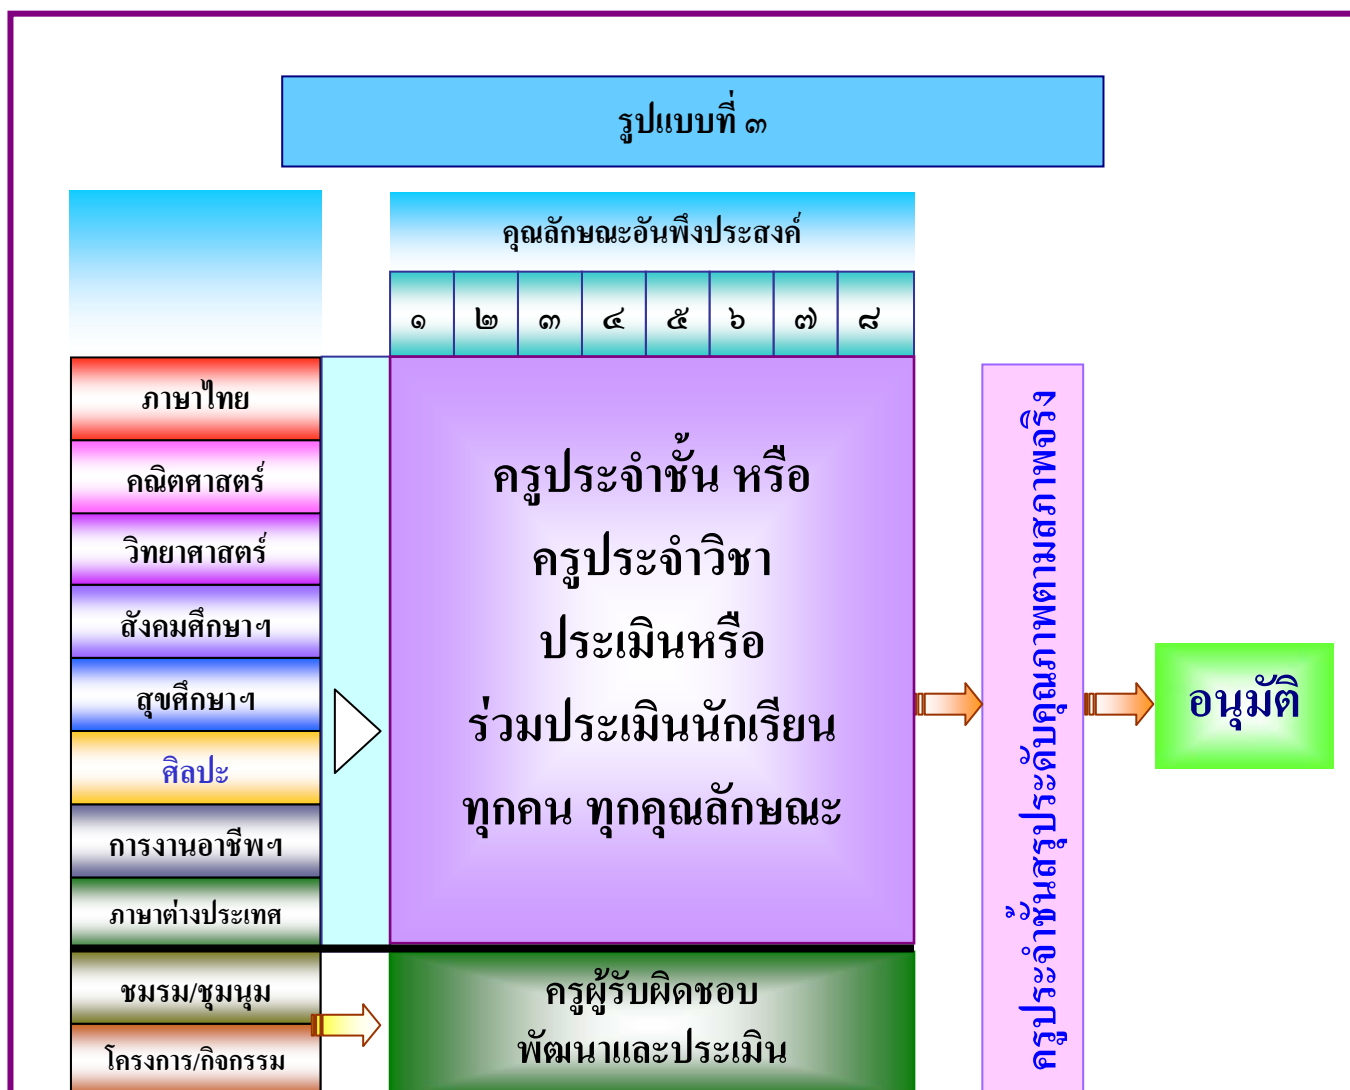 รูปแบบที่ ๓
คุณลักษณะอันพึงประสงค์
๑ ๒ ๓ ๔ ๕ ๖ ๗ ๘
ภาษาไทย
คณิตศาสตร์
วิทยาศาสตร์
สังคมศึกษาฯ
สุขศึกษาฯ
ศิลปะ
การงานอาชีพฯ
ภาษาต่างประเทศ
ชมรม/ชุมนุม
โครงการ/กิจกรรม
ครูประจำชั้น หรือ
ครูประจำวิชา
ประเมินหรือ
ร่วมประเมินนักเรียน
ทุกคน ทุกคุณลักษณะ
ครูผู้รับผิดชอบ
พัฒนาและประเมิน
ครูประจำชั้นสรุประดับคุณภาพตามสภาพจริง
อนุมัติ